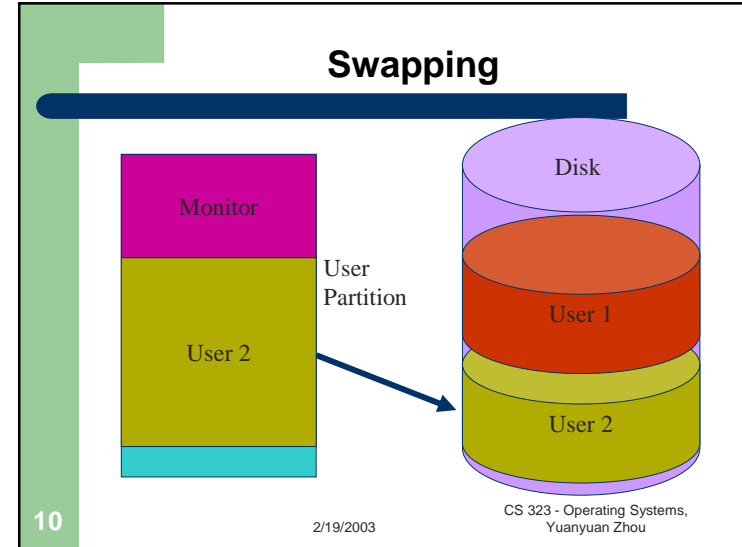 Swapping
Disk
Monitor
User
Partition
User 1
User 2
User 2
10
2/19/2003
CS 323 - Operating Systems,
Yuanyuan Zhou